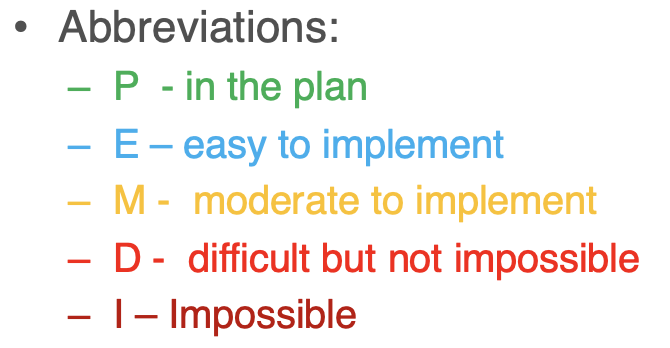 • Abbreviations:
– P - in the plan
– E – easy to implement
– M - moderate to implement
– D - difficult but not impossible
– I – Impossible